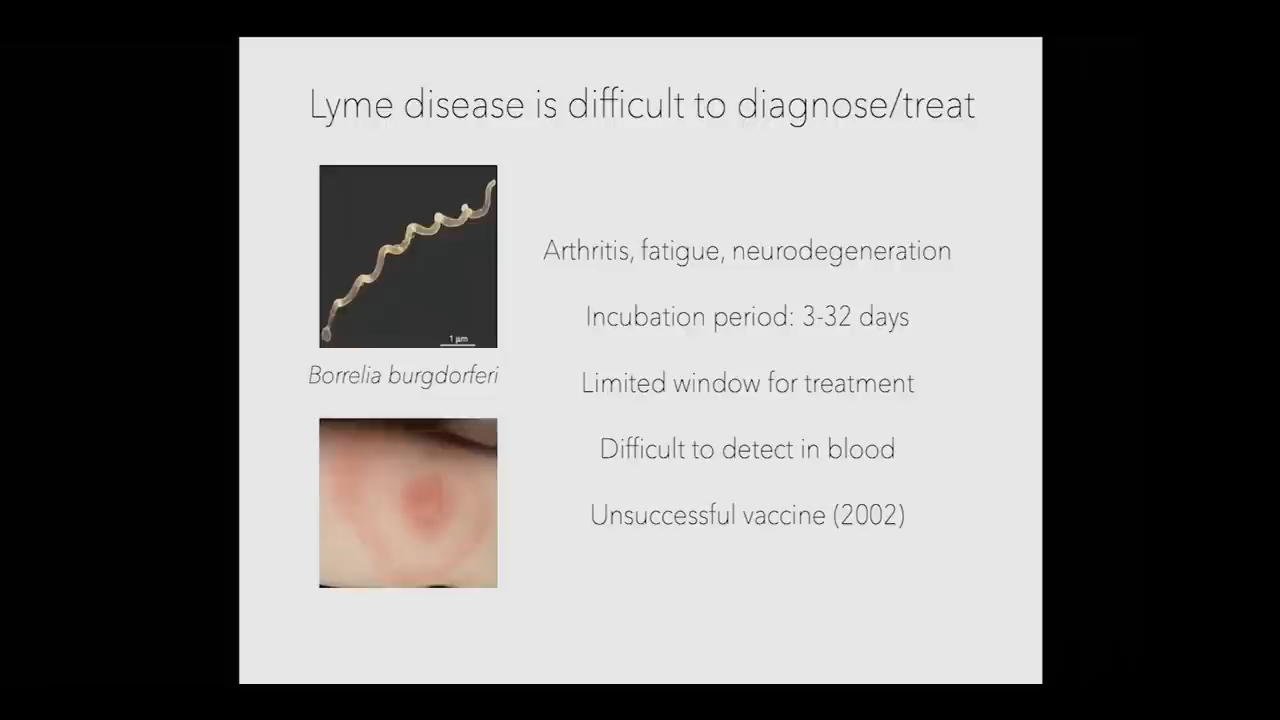 Lyme disease is difficult to diagnose/treat
1 µm
Borrelia burgdorferi
Arthritis, fatigue, neurodegeneration
Incubation period: 3-32 days
Limited window for treatment
Difficult to detect in blood
Unsuccessful vaccine (2002)